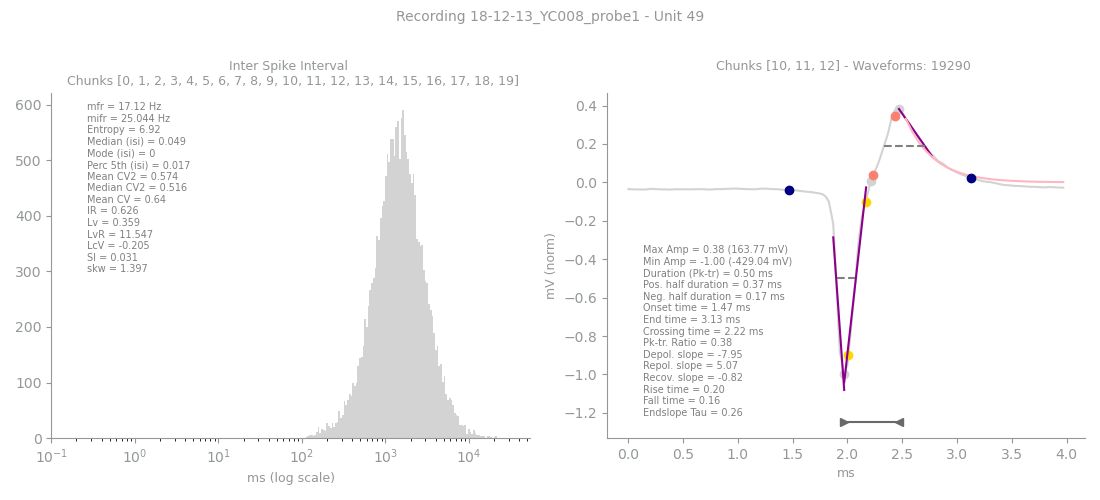 Recording 18-12-13_YC008_probe1 - Unit 49
Inter Spike Interval
Chunks [0, 1, 2, 3, 4, 5, 6, 7, 8, 9, 10, 11, 12, 13, 14, 15, 16, 17, 18, 19]
600
500
400
300
200
100
0
mfr = 17.12 Hz
mifr = 25.044 Hz
Entropy = 6.92
Median (isi) = 0.049
Mode (isi) = 0
Perc 5th (isi) = 0.017
Mean CV2 = 0.574
Median CV2 = 0.516
Mean CV = 0.64
IR = 0.626
Lv = 0.359
LvR = 11.547
LcV = -0.205
SI = 0.031
skw = 1.397
10⁻¹ 10⁰ 10¹ 10² 10³ 10⁴
ms (log scale)
Chunks [10, 11, 12] - Waveforms: 19290
mV (norm)
0.4
0.2
0.0
−0.2
−0.4
−0.6
−0.8
−1.0
−1.2
Max Amp = 0.38 (163.77 mV)
Min Amp = -1.00 (-429.04 mV)
Duration (Pk-tr) = 0.50 ms
Pos. half duration = 0.37 ms
Neg. half duration = 0.17 ms
Onset time = 1.47 ms
End time = 3.13 ms
Crossing time = 2.22 ms
Pk-tr. Ratio = 0.38
Depol. slope = -7.95
Repol. slope = 5.07
Recov. slope = -0.82
Rise time = 0.20
Fall time = 0.16
Endslope Tau = 0.26
0.0 0.5 1.0 1.5 2.0 2.5 3.0 3.5 4.0
ms